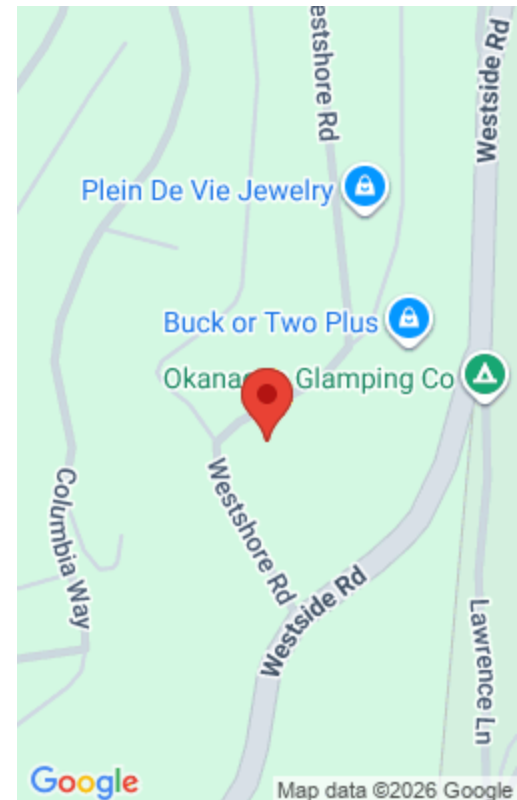 estshore Rd
Westside Rd
Plein De Vie Jewelry
Buck or Two Plus
Okana Glamping Co
Westshore Rd
Columbia Way
Westside Rd
Lawrence Ln
Google
Map data ©2026 Google